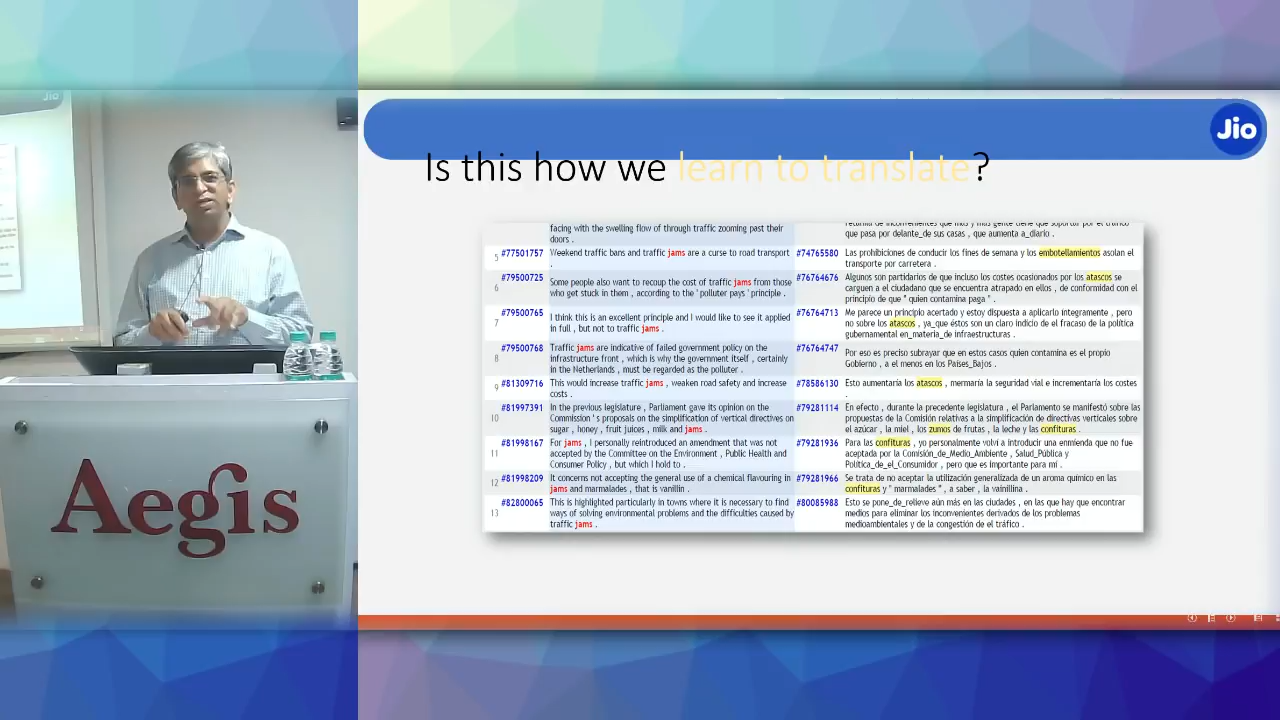 Jio
Is this how we learn to translate?
facing with the swelling flow of through traffic zooming past their
doors .
que pasa por delante_de sus casas , que aumenta a_diario .
5 #77501757 Weekend traffic bans and traffic jams are a curse to road transport
.
#74765580 Las prohibiciones de conducir los fines de semana y los embotellamientos asolan el
transporte por carretera .
6 #79500725 Some people also want to recoup the cost of traffic jams from those
who get stuck in them , according to the ' polluter pays ' principle .
#76764676 Algunos son partidarios de que incluso los costes ocasionados por los atascos se
carguen a el ciudadano que se encuentra atrapado en ellos , de conformidad con el
principio de que " quien contamina paga " .
7 #79500765 I think this is an excellent principle and I would like to see it applied
in full , but not to traffic jams .
#76764713 Me parece un principio acertado y estoy dispuesta a aplicarlo íntegramente , pero
no sobre los atascos , ya_que éstos son un claro indicio de el fracaso de la política
gubernamental en_materia_de infraestructuras .
8 #79500768 Traffic jams are indicative of failed government policy on the
infrastructure front , which is why the government itself , certainly
in the Netherlands , must be regarded as the polluter .
#76764747 Por eso es preciso subrayar que en estos casos quien contamina es el propio
Gobierno , a el menos en los Países_Bajos .
9 #81309716 This would increase traffic jams , weaken road safety and increase
costs .
#78586130 Esto aumentaría los atascos , mermaría la seguridad vial e incrementaría los costes
.
10 #81997391 In the previous legislature , Parliament gave its opinion on the
Commission ' s proposals on the simplification of vertical directives on
sugar , honey , fruit juices , milk and jams .
#79281114 En efecto , durante la precedente legislatura , el Parlamento se manifestó sobre las
propuestas de la Comisión relativas a la simplificación de directivas verticales sobre
el azúcar , la miel , los zumos de frutas , la leche y las confituras .
11 #81998167 For jams , I personally reintroduced an amendment that was not
accepted by the Committee on the Environment , Public Health and
Consumer Policy , but which I hold to .
#79281936 Para las confituras , yo personalmente volví a introducir una enmienda que no fue
aceptada por la Comisión_de_Medio_Ambiente , Salud_Pública y
Política_de_el_Consumidor , pero que es importante para mí .
12 #81998209 It concerns not accepting the general use of a chemical flavouring in
jams and marmalades , that is vanillin .
#79281966 Se trata de no aceptar la utilización generalizada de un aroma químico en las
confituras y " marmalades " , a saber , la vainillina .
13 #82800065 This is highlighted particularly in towns where it is necessary to find
ways of solving environmental problems and the difficulties caused by
traffic jams .
#80085988 Esto se pone_de_relieve aún más en las ciudades , en las que hay que encontrar
medios para eliminar los inconvenientes derivados de los problemas
medioambientales y de la congestión de el tráfico .
Aegis